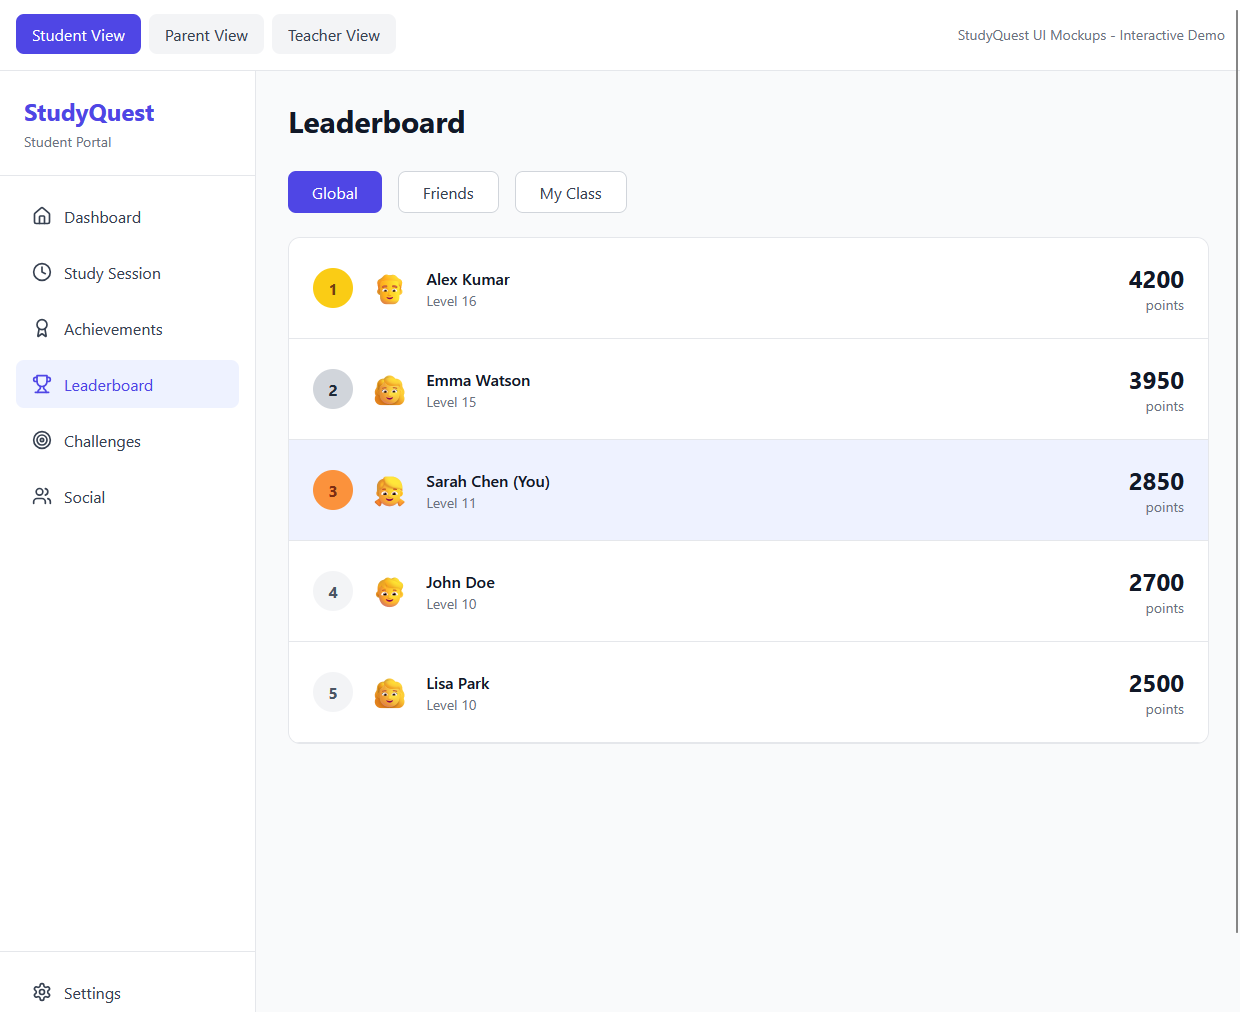 Student View
Parent View
Teacher View
StudyQuest UI Mockups - Interactive Demo
StudyQuest
Student Portal
Dashboard
Study Session
Achievements
Leaderboard
Challenges
Social
Settings
Leaderboard
Global
Friends
My Class
1
Alex Kumar
Level 16
4200
points
2
Emma Watson
Level 15
3950
points
3
Sarah Chen (You)
Level 11
2850
points
4
John Doe
Level 10
2700
points
5
Lisa Park
Level 10
2500
points